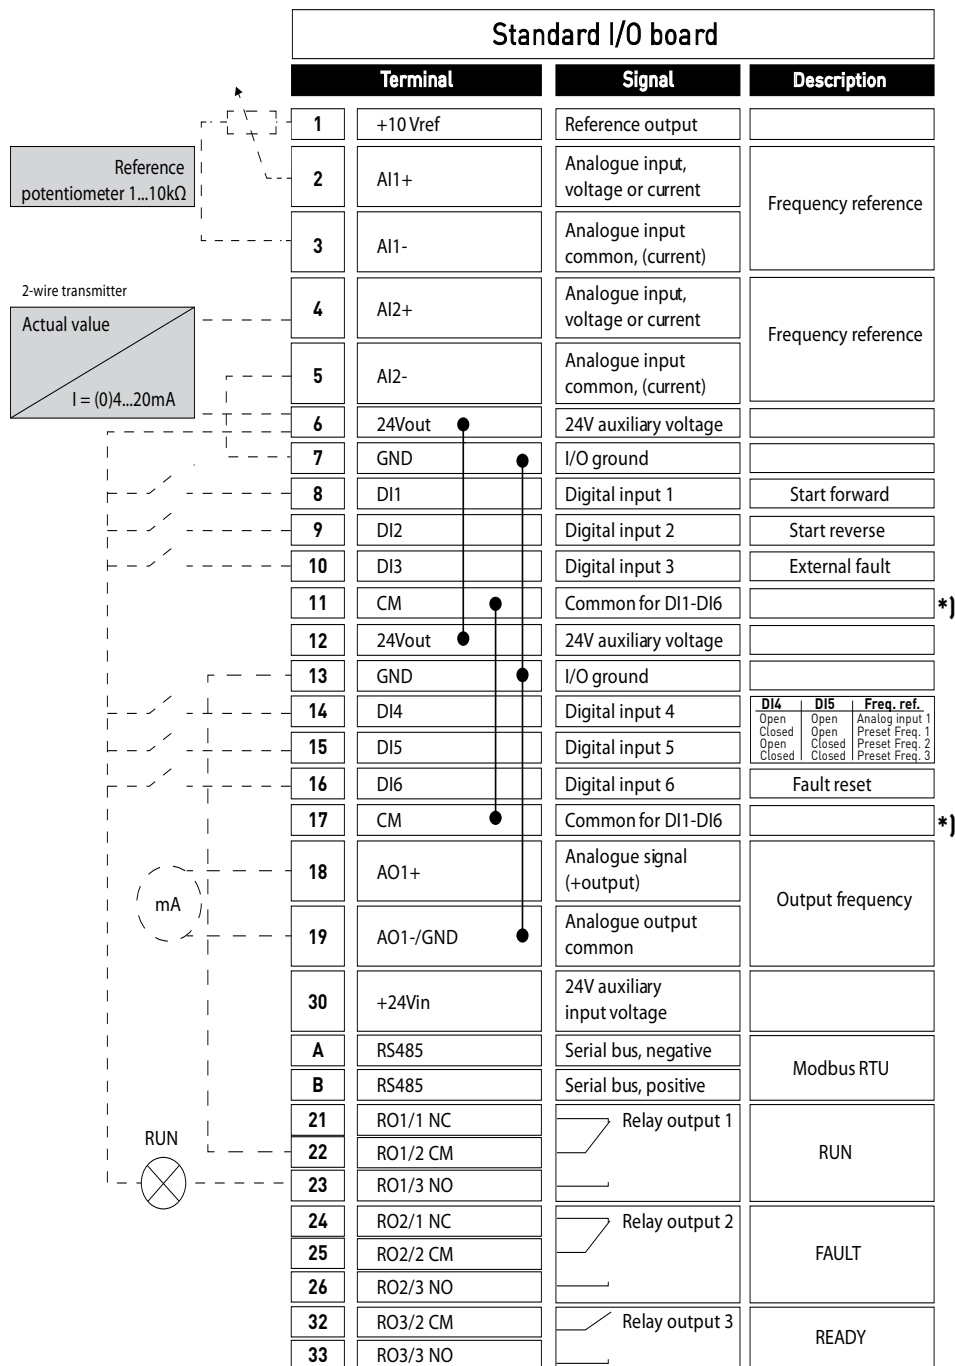 Standard I/O board
Terminal Signal Description
1 +10 Vref Reference output
Reference
potentiometer 1...10kΩ
2 AI1+ Analogue input,
voltage or current
Frequency reference
3 AI1- Analogue input
common, (current)
2-wire transmitter
Actual value
I = (0)4...20mA
4 AI2+ Analogue input,
voltage or current
Frequency reference
5 AI2- Analogue input
common, (current)
6 24Vout 24V auxiliary voltage
7 GND I/O ground
8 DI1 Digital input 1 Start forward
9 DI2 Digital input 2 Start reverse
10 DI3 Digital input 3 External fault
11 CM Common for DI1-DI6 *)
12 24Vout 24V auxiliary voltage
13 GND I/O ground
14 DI4 Digital input 4
15 DI5 Digital input 5
DI4 DI5 Freq. ref.
Open Open Analog input 1
Closed Open Preset Freq. 1
Open Closed Preset Freq. 2
Closed Closed Preset Freq. 3
16 DI6 Digital input 6 Fault reset
17 CM Common for DI1-DI6 *)
18 AO1+ Analogue signal
(+output)
mA
Output frequency
19 AO1-/GND Analogue output
common
30 +24Vin 24V auxiliary
input voltage
A RS485 Serial bus, negative
Modbus RTU
B RS485 Serial bus, positive
21 RO1/1 NC Relay output 1
RUN
22 RO1/2 CM RUN
23 RO1/3 NO
24 RO2/1 NC Relay output 2
25 RO2/2 CM FAULT
26 RO2/3 NO
32 RO3/2 CM Relay output 3
READY
33 RO3/3 NO